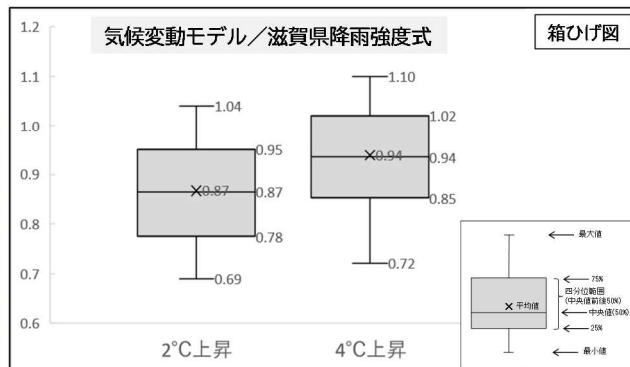 気候変動モデル／滋賀県降雨強度式
箱ひげ図
1.2
1.1
1.0
0.9
0.8
0.7
0.6
1.04
0.95
0.87
0.87
0.78
0.69
1.10
1.02
0.94
0.94
0.85
0.72
2℃上昇
4℃上昇
最大値
75%
四分位範囲
(中央値前後50%)
平均値
中央値(50%)
25%
最小値